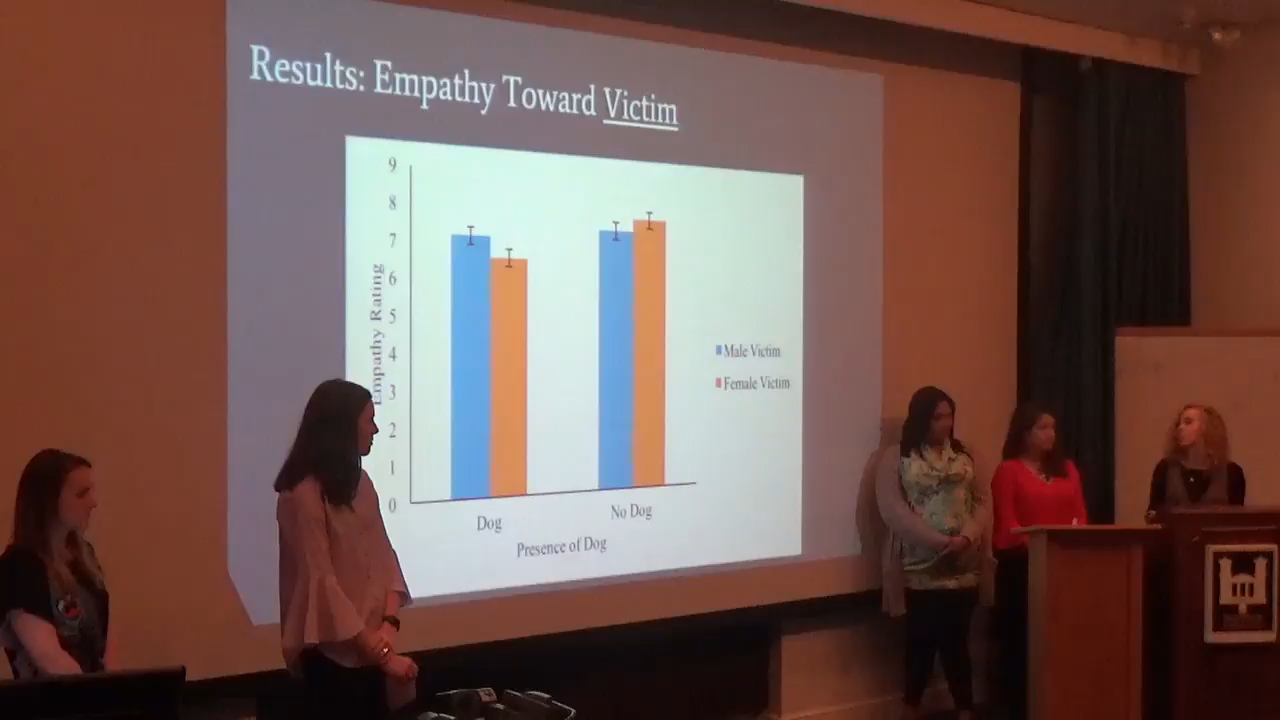 Results: Empathy Toward Victim
9
8
7
6
5
4
3
2
1
0
Empathy Rating
Male Victim
Female Victim
Dog
No Dog
Presence of Dog